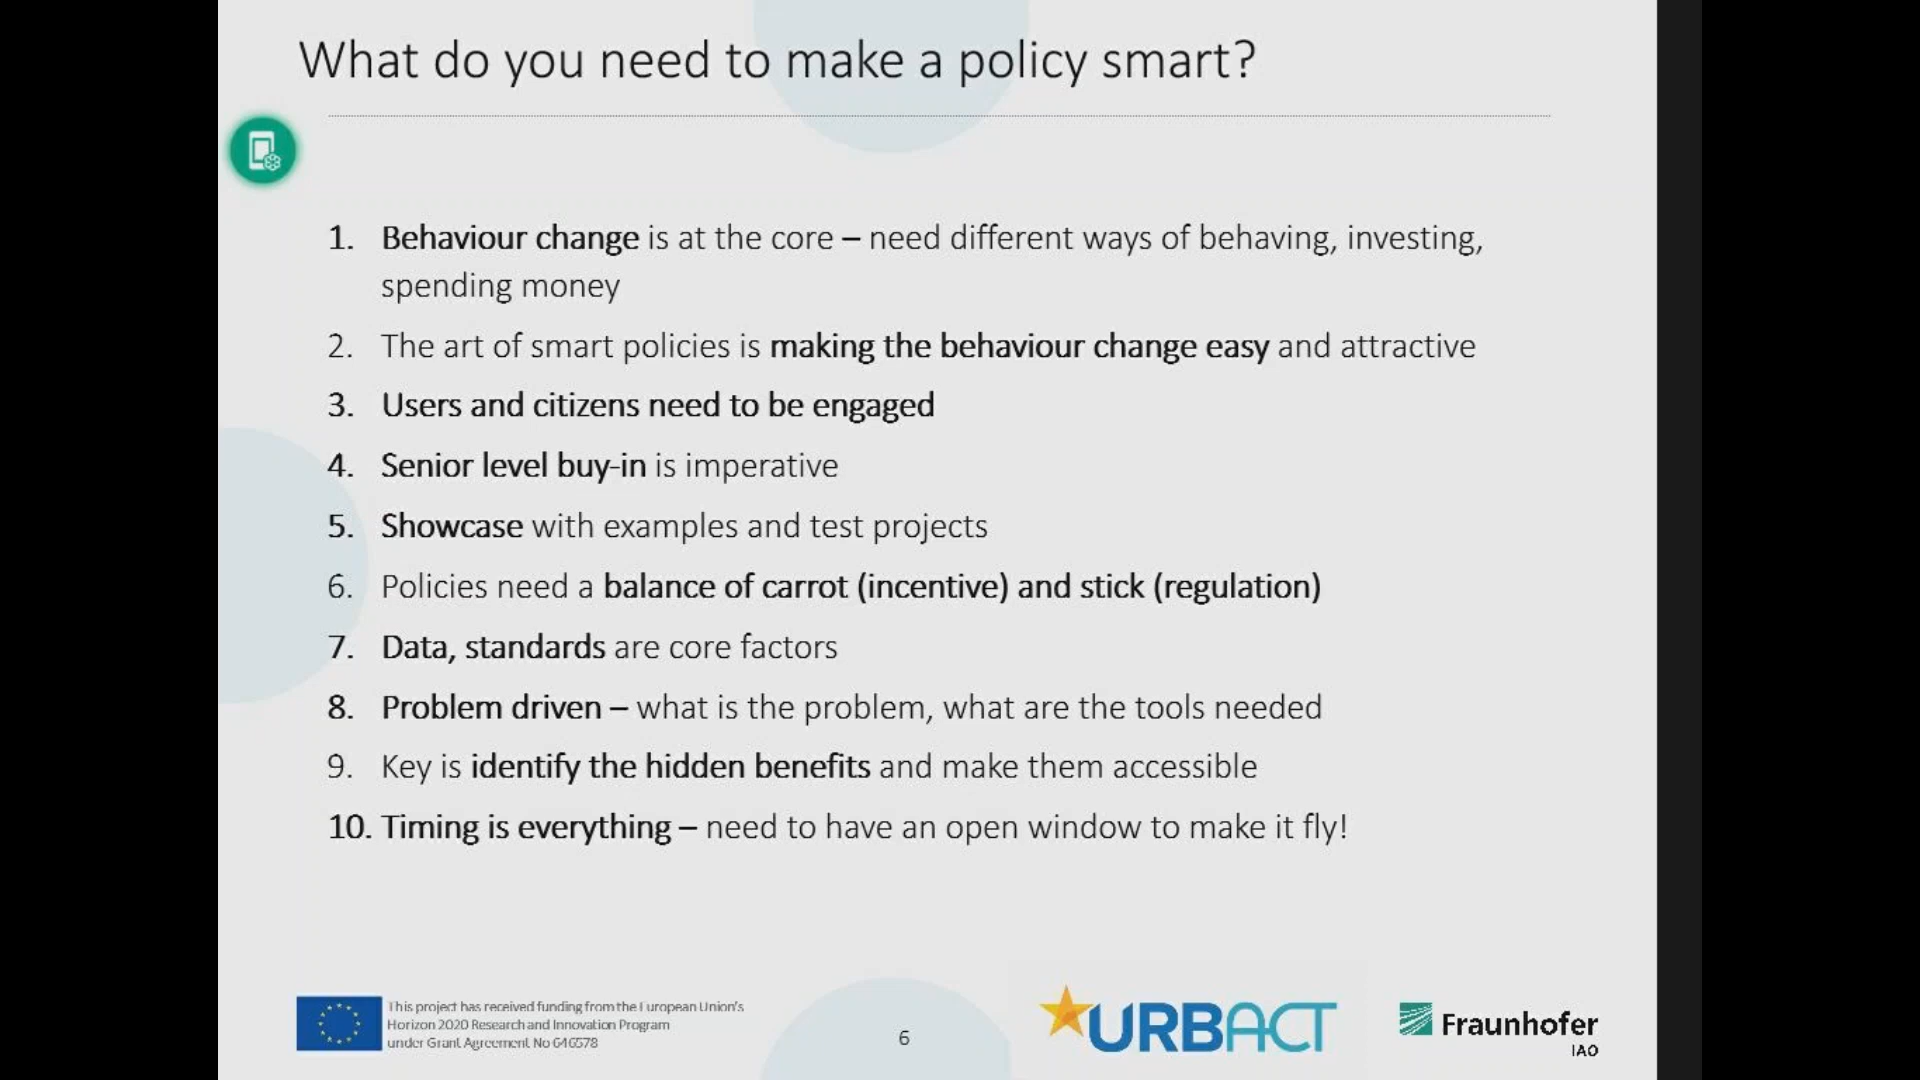 What do you need to make a policy smart?
1. Behaviour change is at the core – need different ways of behaving, investing,
spending money
2. The art of smart policies is making the behaviour change easy and attractive
3. Users and citizens need to be engaged
4. Senior level buy-in is imperative
5. Showcase with examples and test projects
6. Policies need a balance of carrot (incentive) and stick (regulation)
7. Data, standards are core factors
8. Problem driven – what is the problem, what are the tools needed
9. Key is identify the hidden benefits and make them accessible
10. Timing is everything – need to have an open window to make it fly!
This project has received funding from the European Union's
Horizon 2020 Research and Innovation Program
under Grant Agreement No 646578
6
URBACT
Fraunhofer
IAO